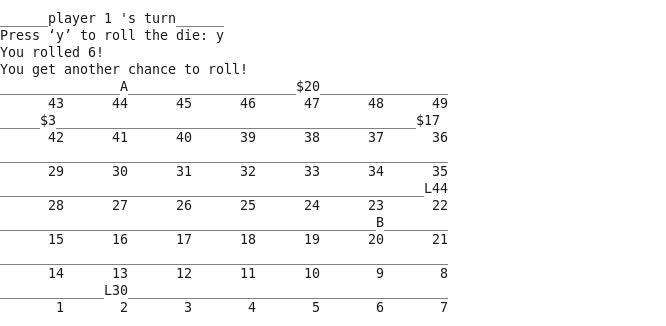 ______player 1 's turn______
Press ‘y’ to roll the die: y
You rolled 6!
You get another chance to roll!
A $20
43 44 45 46 47 48 49
$3 $17
42 41 40 39 38 37 36
29 30 31 32 33 34 35
L44
28 27 26 25 24 23 22
B
15 16 17 18 19 20 21
14 13 12 11 10 9 8
L30
1 2 3 4 5 6 7